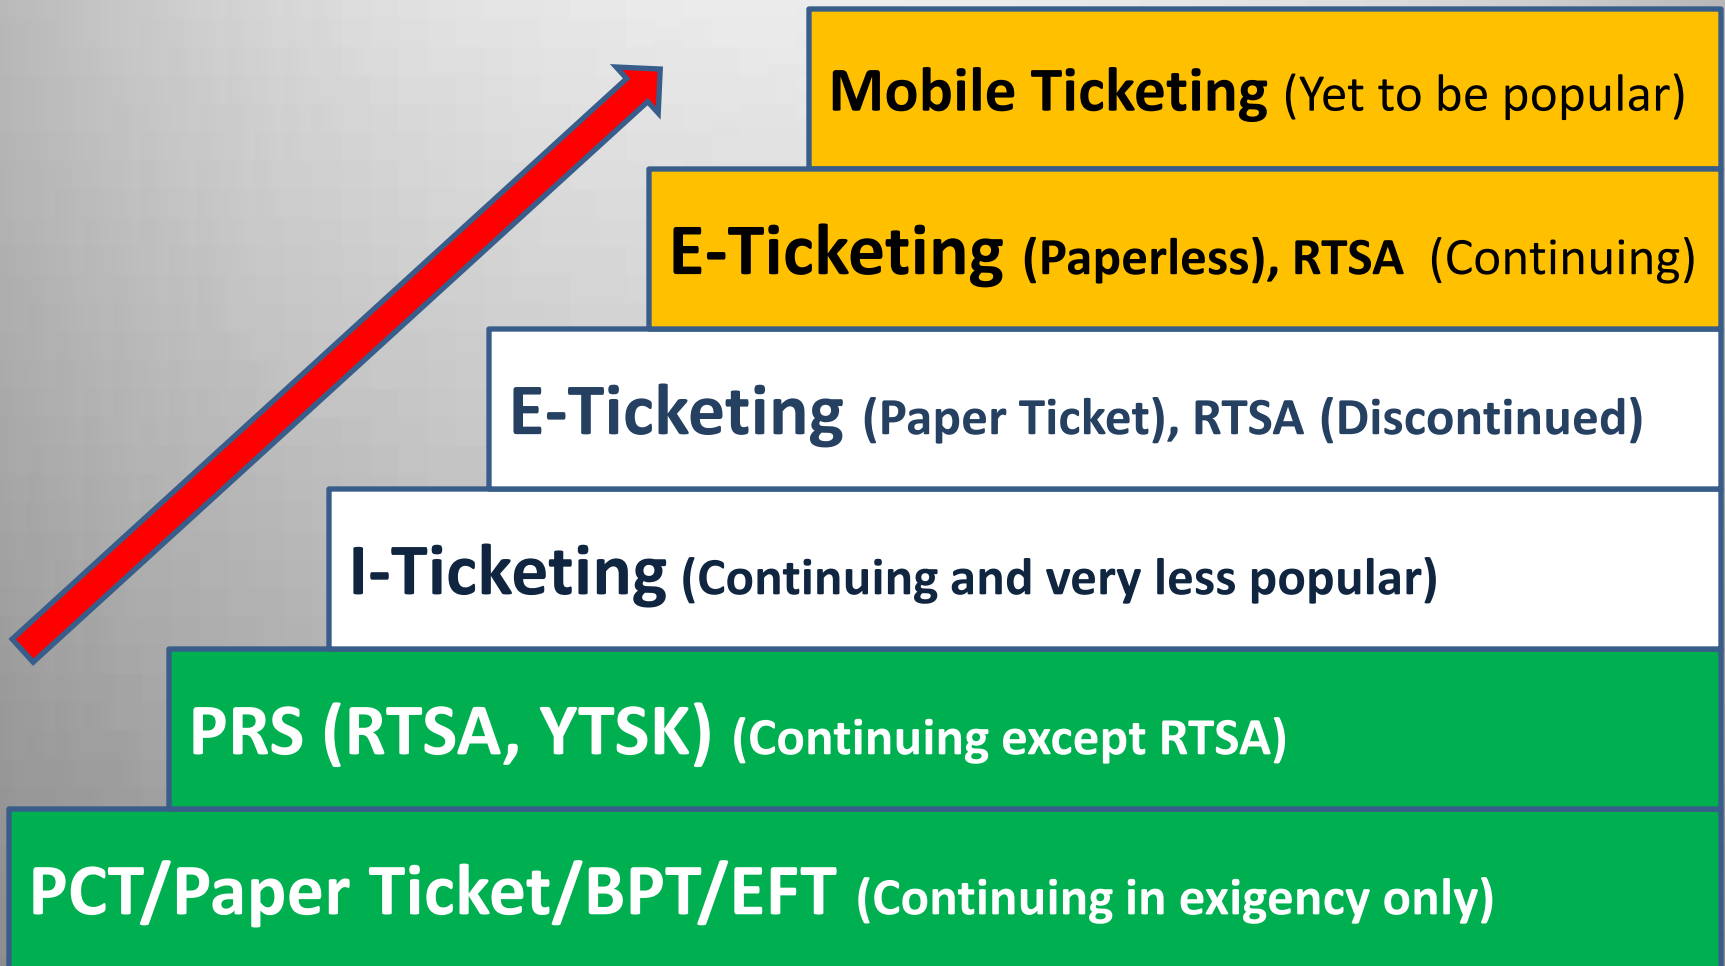 Mobile Ticketing (Yet to be popular)
E-Ticketing (Paperless), RTSA (Continuing)
E-Ticketing (Paper Ticket), RTSA (Discontinued)
I-Ticketing (Continuing and very less popular)
PRS (RTSA, YTSK) (Continuing except RTSA)
PCT/Paper Ticket/BPT/EFT (Continuing in exigency only)